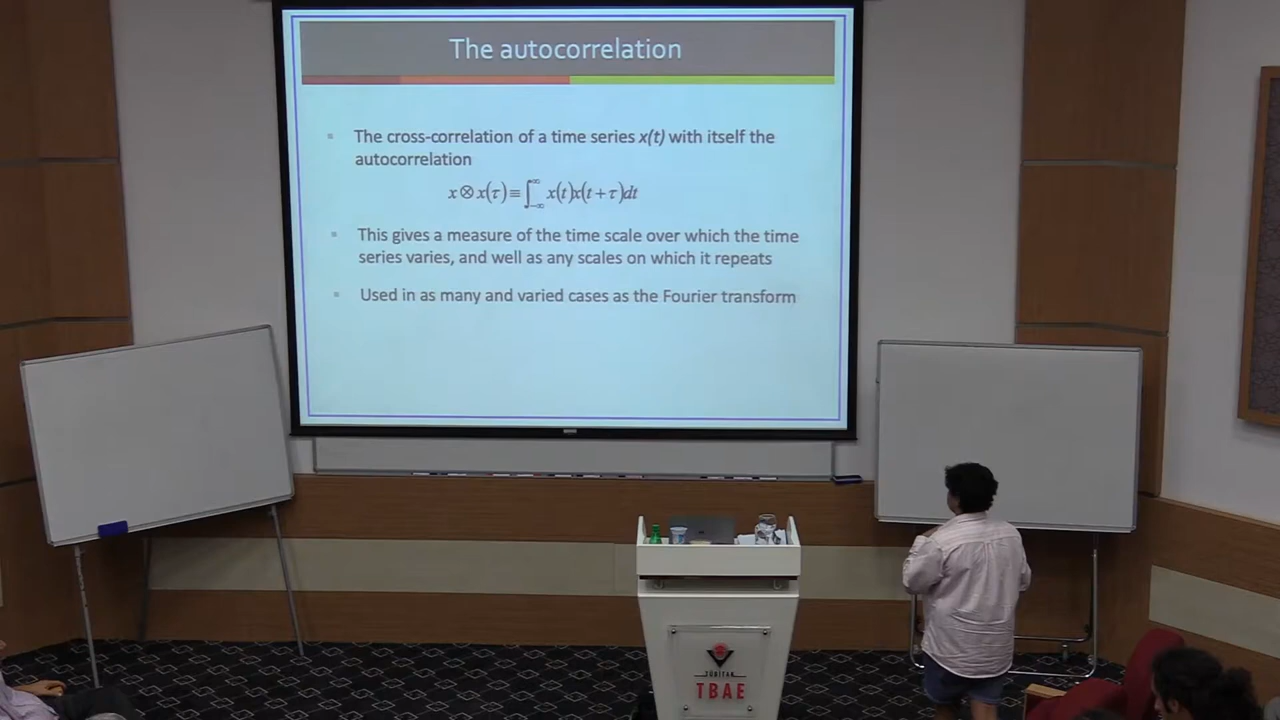 The autocorrelation
The cross-correlation of a time series x(t) with itself the
autocorrelation
x⊗x(τ)≡∫_{-∞}^{∞} x(t)x(t+τ)dt
This gives a measure of the time scale over which the time
series varies, and well as any scales on which it repeats
Used in as many and varied cases as the Fourier transform
TÜBİTAK
TBAE